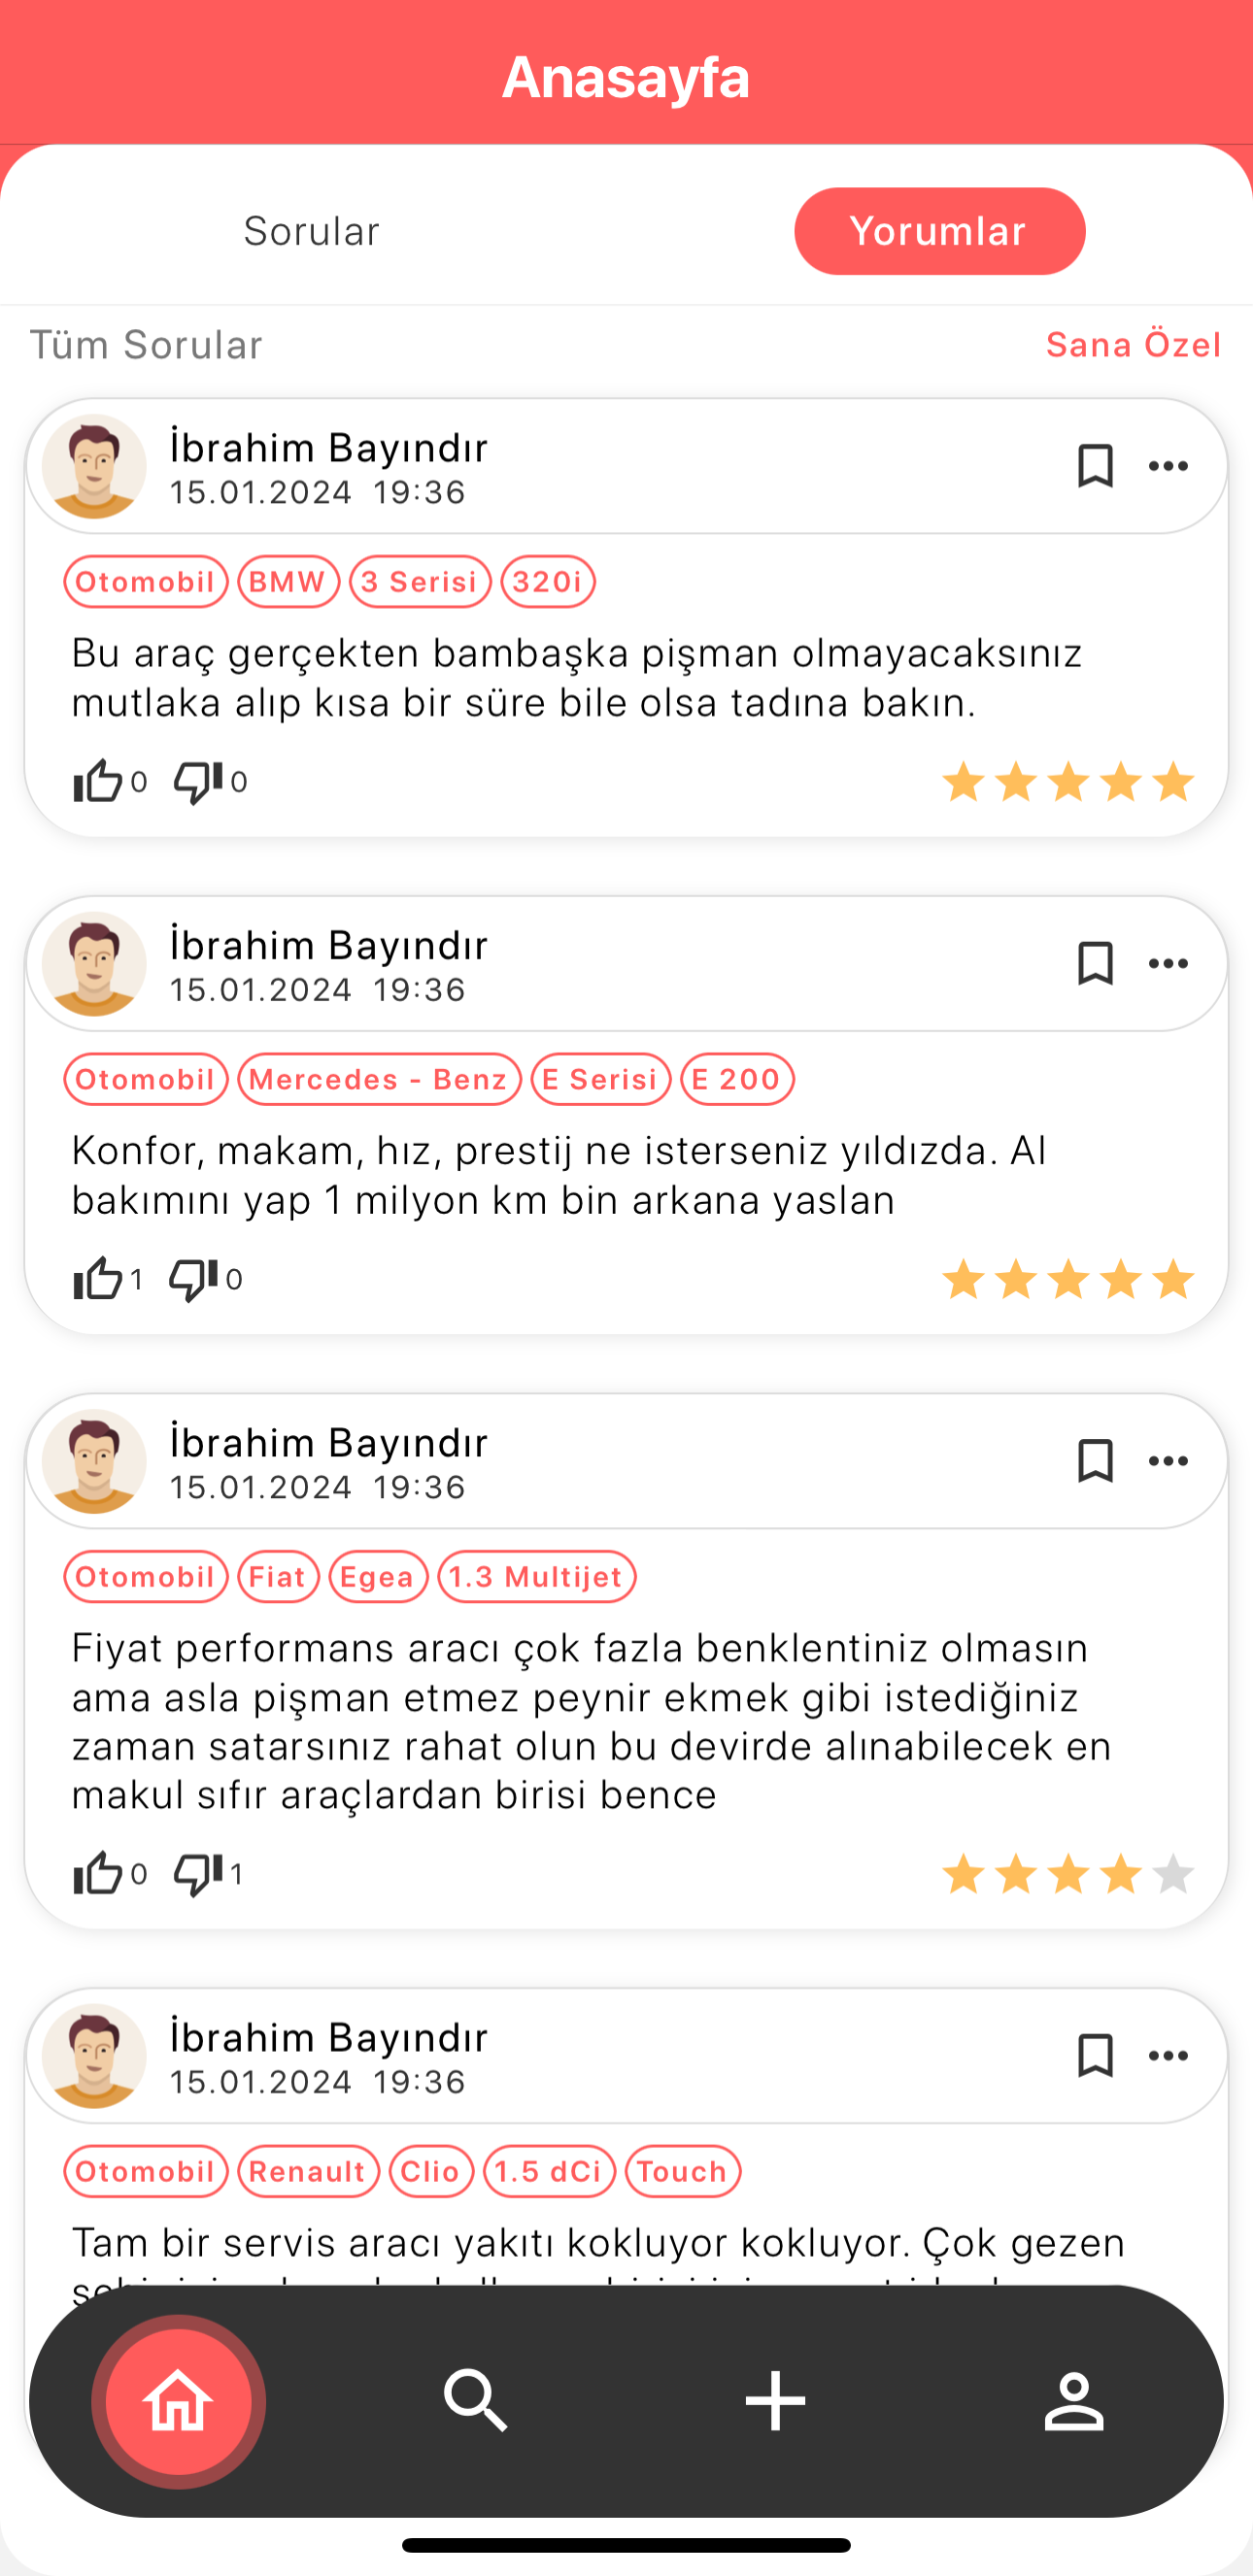 Anasayfa
Sorular
Yorumlar
Tüm Sorular
Sana Özel
İbrahim Bayındır
15.01.2024 19:36
Otomobil BMW 3 Serisi 320i
Bu araç gerçekten bambaşka pişman olmayacaksınız
mutlaka alıp kısa bir süre bile olsa tadına bakın.
0 0
İbrahim Bayındır
15.01.2024 19:36
Otomobil Mercedes - Benz E Serisi E 200
Konfor, makam, hız, prestij ne isterseniz yıldızda. Al
bakımını yap 1 milyon km bin arkana yaslan
1 0
İbrahim Bayındır
15.01.2024 19:36
Otomobil Fiat Egea 1.3 Multijet
Fiyat performans aracı çok fazla benklentiniz olmasın
ama asla pişman etmez peynir ekmek gibi istediğiniz
zaman satarsınız rahat olun bu devirde alınabilecek en
makul sıfır araçlardan birisi bence
0 1
İbrahim Bayındır
15.01.2024 19:36
Otomobil Renault Clio 1.5 dCi Touch
Tam bir servis aracı yakıtı kokluyor kokluyor. Çok gezen